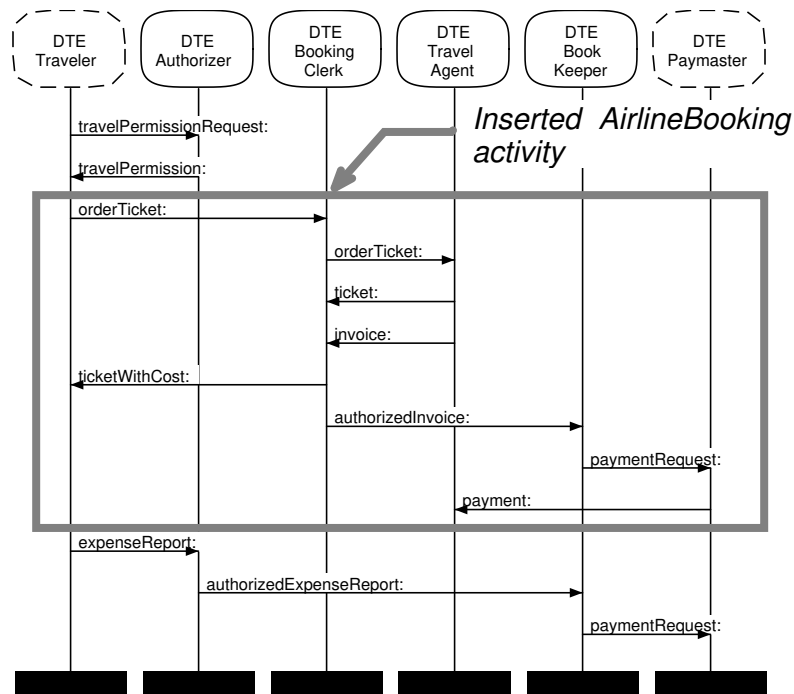 DTE
Traveler
DTE
Authorizer
DTE
Booking
Clerk
DTE
Travel
Agent
DTE
Book
Keeper
DTE
Paymaster
travelPermissionRequest:
Inserted AirlineBooking
activity
travelPermission:
orderTicket:
orderTicket:
ticket:
invoice:
ticketWithCost:
authorizedInvoice:
paymentRequest:
payment:
expenseReport:
authorizedExpenseReport:
paymentRequest: